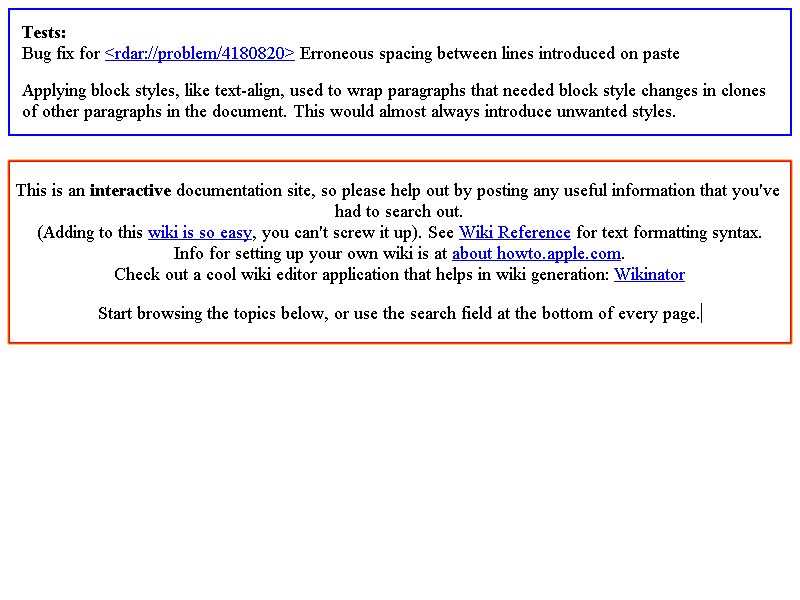 Tests:
Bug fix for <rdar://problem/4180820> Erroneous spacing between lines introduced on paste
Applying block styles, like text-align, used to wrap paragraphs that needed block style changes in clones
of other paragraphs in the document. This would almost always introduce unwanted styles.
This is an interactive documentation site, so please help out by posting any useful information that you've
had to search out.
(Adding to this wiki is so easy, you can't screw it up). See Wiki Reference for text formatting syntax.
Info for setting up your own wiki is at about howto.apple.com.
Check out a cool wiki editor application that helps in wiki generation: Wikinator
Start browsing the topics below, or use the search field at the bottom of every page.